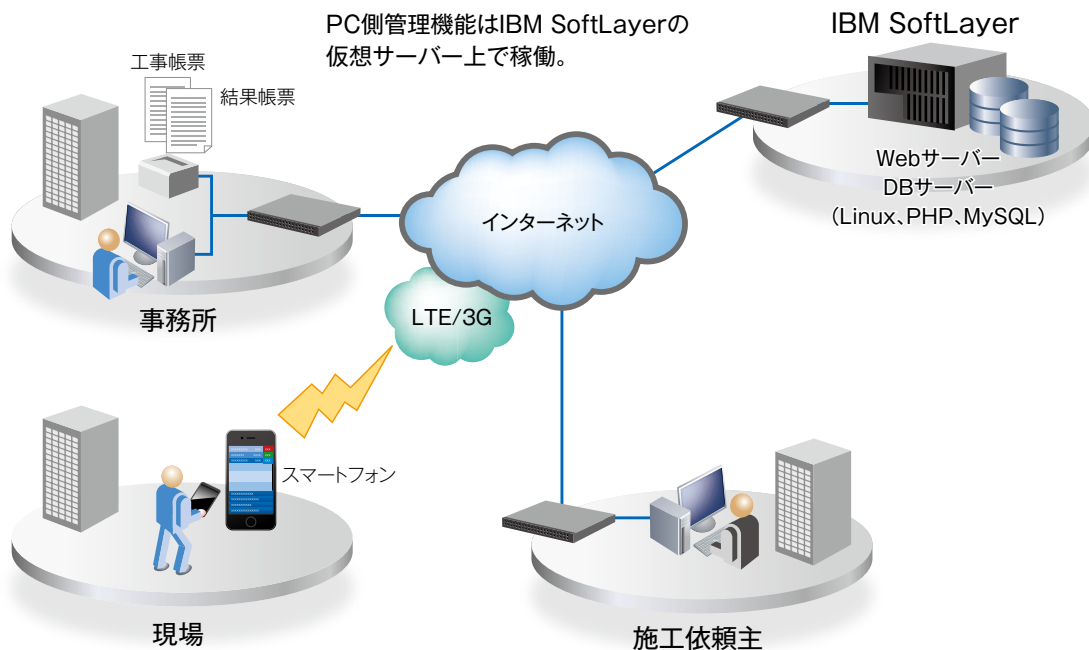 PC側管理機能はIBM SoftLayerの
仮想サーバー上で稼働。
IBM SoftLayer
工事帳票
結果帳票
Webサーバー
DBサーバー
（Linux、PHP、MySQL）
インターネット
事務所
LTE/3G
スマートフォン
現場
施工依頼主